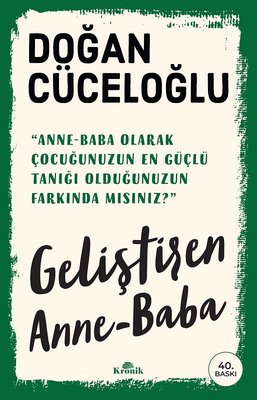 DOĞAN
CÜCELOĞLU
“ANNE-BABA OLARAK
ÇOCUĞUNUZUN EN GÜÇLÜ
TANIĞI OLDUĞUNUZUN
FARKINDA MISINIZ?”
Geliştiren
Anne-Baba
40.
BASKI
Kronik